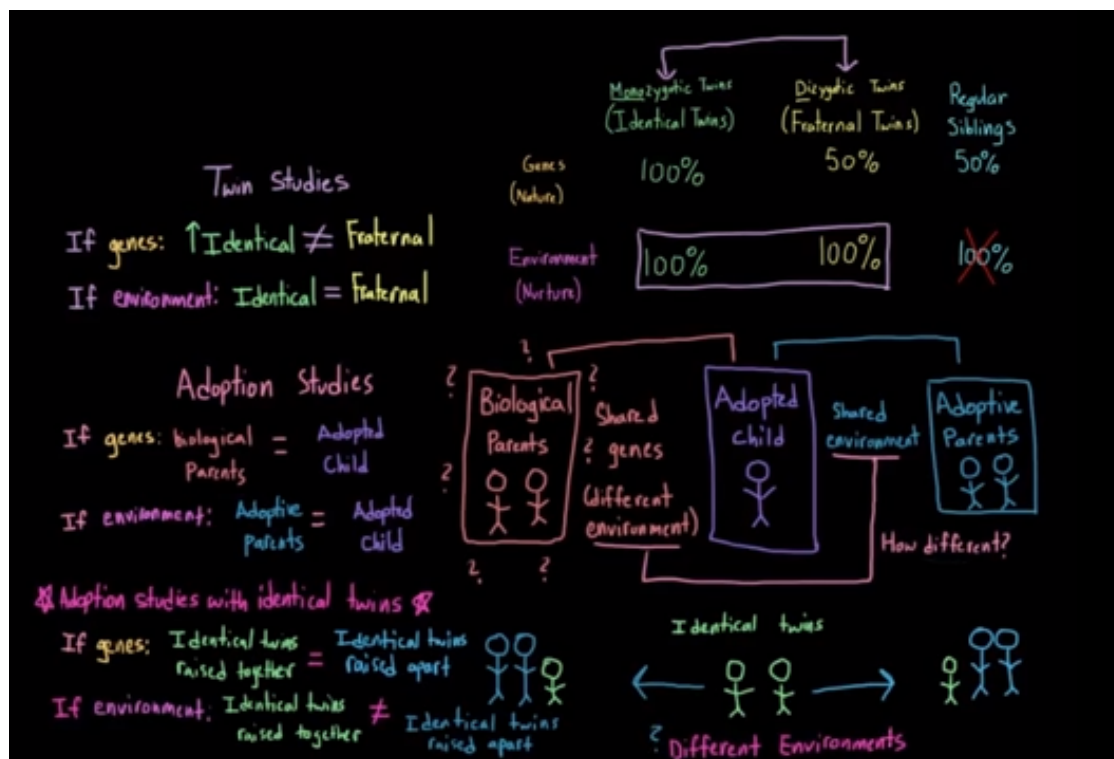 Monozygotic Twins
(Identical Twins)
Dizygotic Twins
(Fraternal Twins)
Regular
Siblings
Genes
(Nature)
100%
50%
50%
Environment
(Nurture)
100%
100%
100%
Twin Studies
If genes: ↑Identical ≠ Fraternal
If environment: Identical = Fraternal
Adoption Studies
If genes: biological = Adopted
Parents Child
If environment: Adoptive = Adopted
parents Child
?
?
?
?
?
?
?
Biological
Parents
Shared
genes
(different
environment)
Adopted
child
Shared
environment
Adoptive
Parents
How different?
☆ Adoption studies with identical twins ☆
If genes: Identical twins = Identical twins
raised together raised apart
If environment: Identical twins ≠ Identical twins
raised together raised apart
Identical twins
? Different Environments